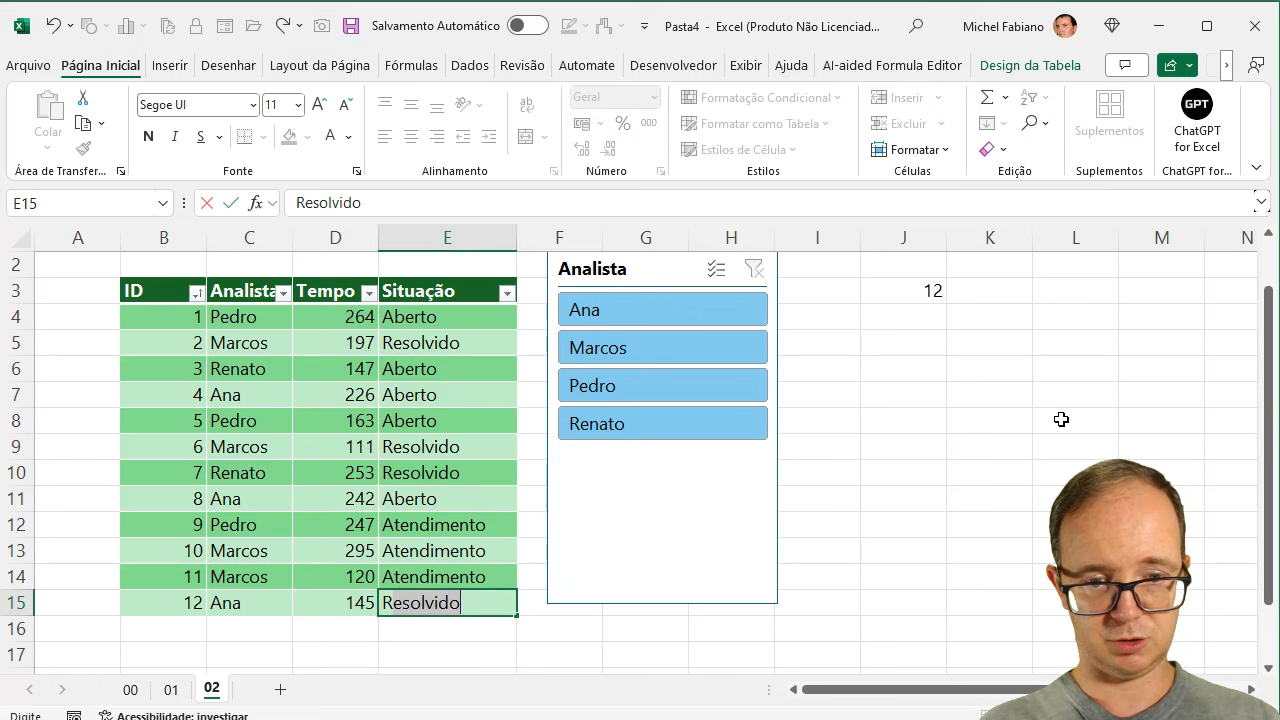 Salvamento Automático
Pasta4 - Excel (Produto Não Licenciad...
Michel Fabiano
Arquivo Página Inicial Inserir Desenhar Layout da Página Fórmulas Dados Revisão Automate Desenvolvedor Exibir Ajuda AI-aided Formula Editor Design da Tabela
Segoe UI 11 Geral Formatação Condicional Inserir
Colar Formatar como Tabela Excluir Suplementos ChatGPT for Excel
Estilos de Célula Formatar
Área de Transfer... Fonte Alinhamento Número Estilos Células Edição Suplementos ChatGPT for...
E15 fx Resolvido
A B C D E F G H I J K L M N
2 Analista
3 ID Analista Tempo Situação 12
4 1 Pedro 264 Aberto Ana
5 2 Marcos 197 Resolvido Marcos
6 3 Renato 147 Aberto Pedro
7 4 Ana 226 Aberto Renato
8 5 Pedro 163 Aberto
9 6 Marcos 111 Resolvido
10 7 Renato 253 Resolvido
11 8 Ana 242 Aberto
12 9 Pedro 247 Atendimento
13 10 Marcos 295 Atendimento
14 11 Marcos 120 Atendimento
15 12 Ana 145 Resolvido
16
17
00 01 02
Digite Acessibilidade: investigar